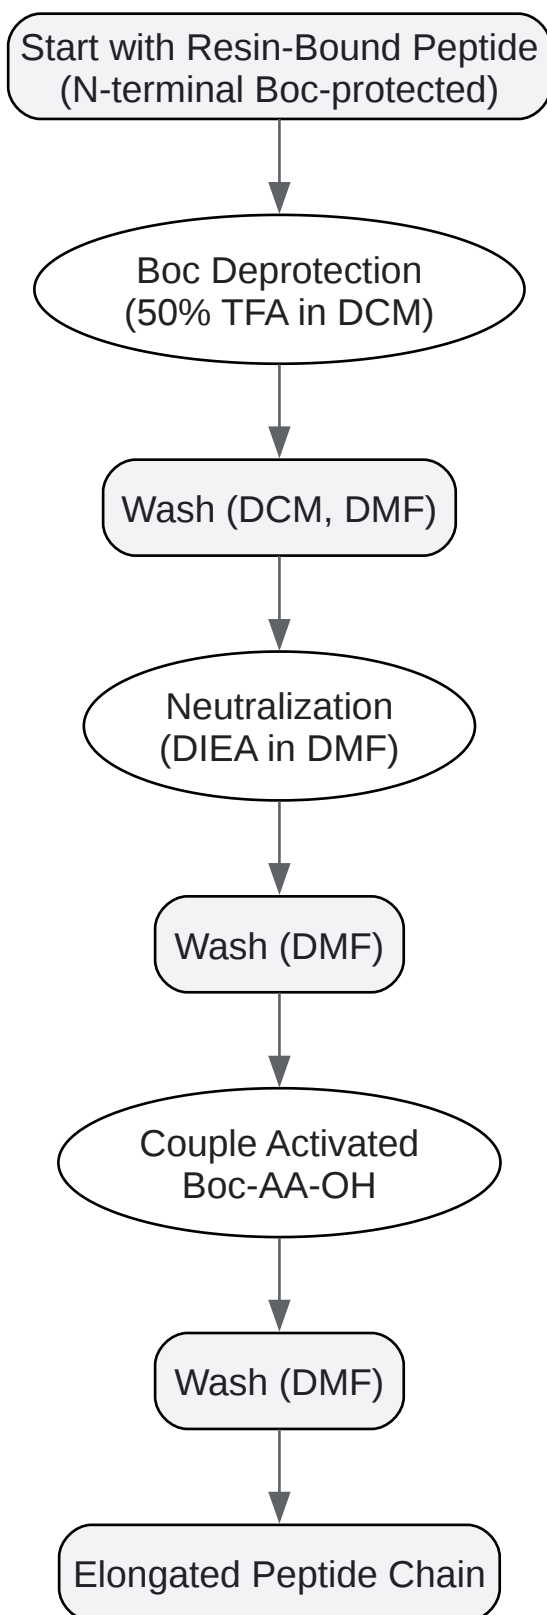 Start with Resin-Bound Peptide
(N-terminal Boc-protected)
Boc Deprotection
(50% TFA in DCM)
Wash (DCM, DMF)
Neutralization
(DIEA in DMF)
Wash (DMF)
Couple Activated
Boc-AA-OH
Wash (DMF)
Elongated Peptide Chain